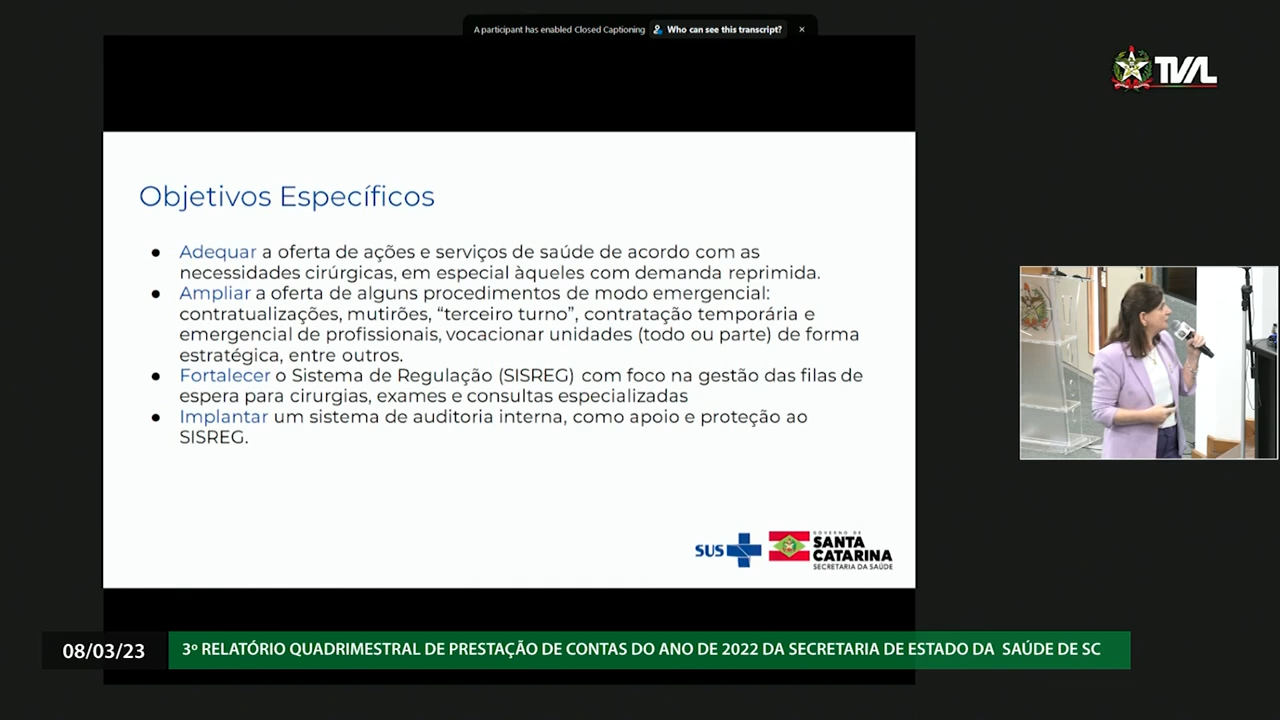 A participant has enabled Closed Captioning Who can see this transcript? ×
TVAL
Objetivos Específicos
● Adequar a oferta de ações e serviços de saúde de acordo com as
necessidades cirúrgicas, em especial àqueles com demanda reprimida.
● Ampliar a oferta de alguns procedimentos de modo emergencial:
contratualizações, mutirões, “terceiro turno”, contratação temporária e
emergencial de profissionais, vocacionar unidades (todo ou parte) de forma
estratégica, entre outros.
● Fortalecer o Sistema de Regulação (SISREG) com foco na gestão das filas de
espera para cirurgias, exames e consultas especializadas
● Implantar um sistema de auditoria interna, como apoio e proteção ao
SISREG.
SUS
GOVERNO DE
SANTA
CATARINA
SECRETARIA DA SAÚDE
08/03/23
3º RELATÓRIO QUADRIMESTRAL DE PRESTAÇÃO DE CONTAS DO ANO DE 2022 DA SECRETARIA DE ESTADO DA SAÚDE DE SC